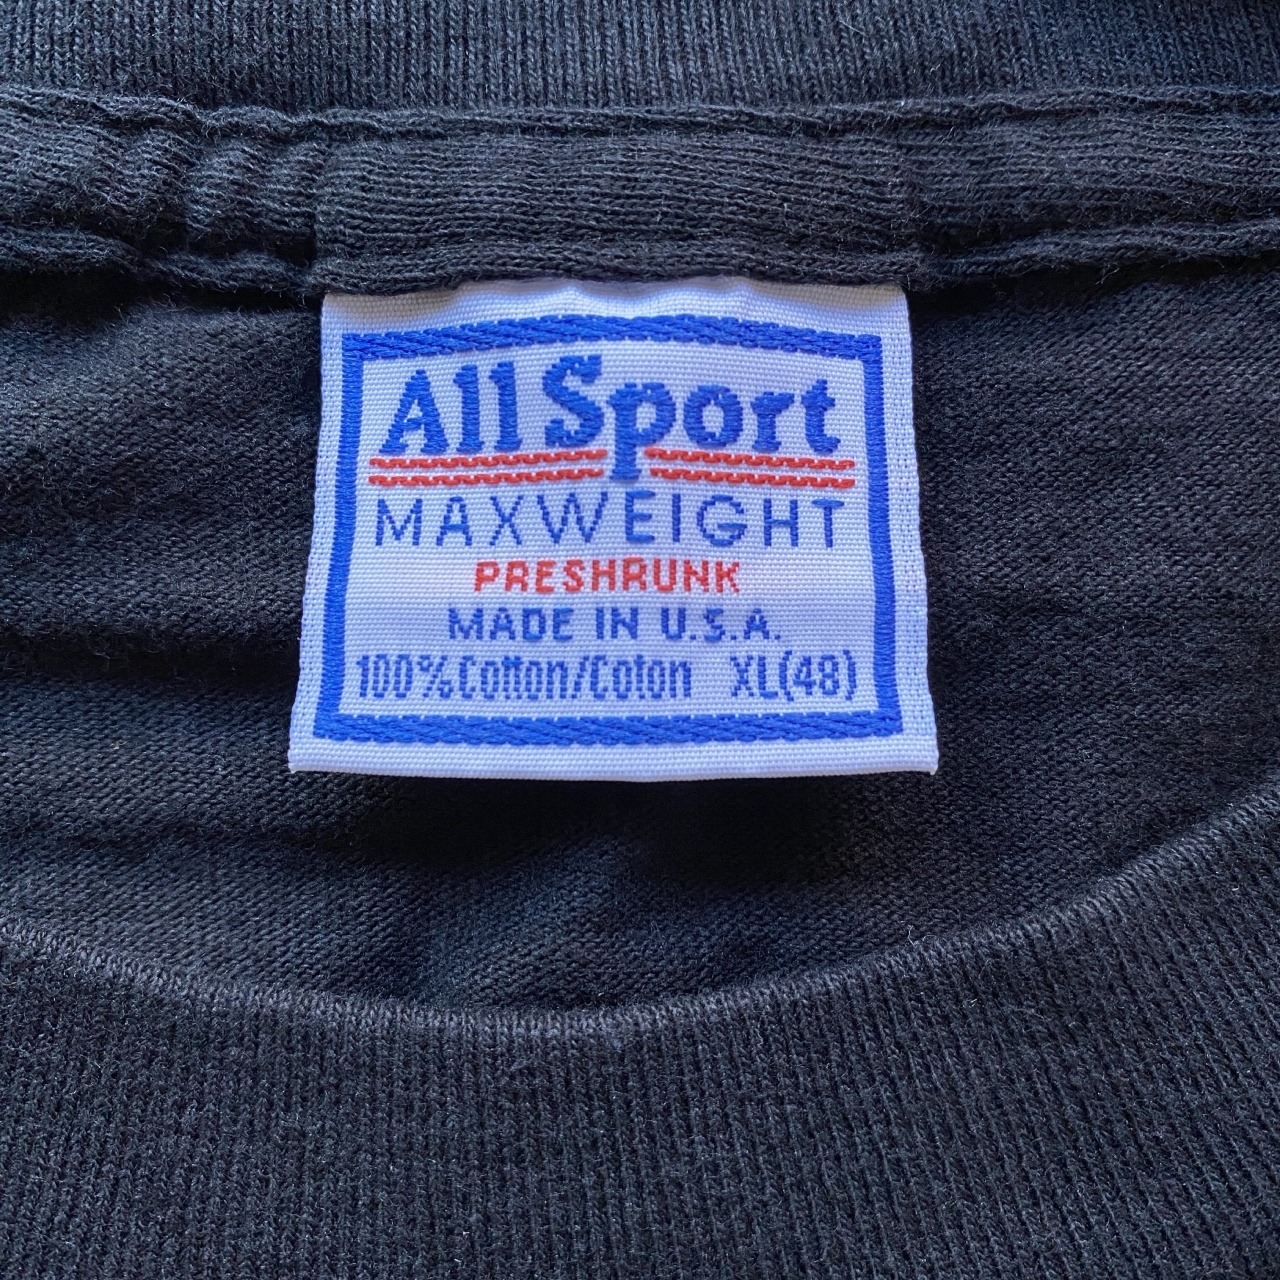 All Sport
MAXWEIGHT
PRESHRUNK
MADE IN U.S.A.
100% Cotton/Coton XL(48)